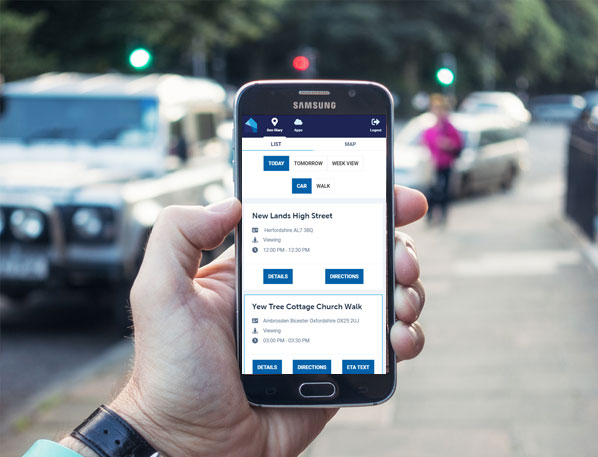 SAMSUNG
Geo Diary Apps Logout
LIST MAP
TODAY TOMORROW WEEK VIEW
CAR WALK
New Lands High Street
Herfordshire AL7 3BQ
Viewing
12:00 PM - 12:30 PM
DETAILS DIRECTIONS
Yew Tree Cottage Church Walk
Ambrosden Bicester Oxfordshire OX25 2UJ
Viewing
03:00 PM - 03:30 PM
DETAILS DIRECTIONS ETA TEXT